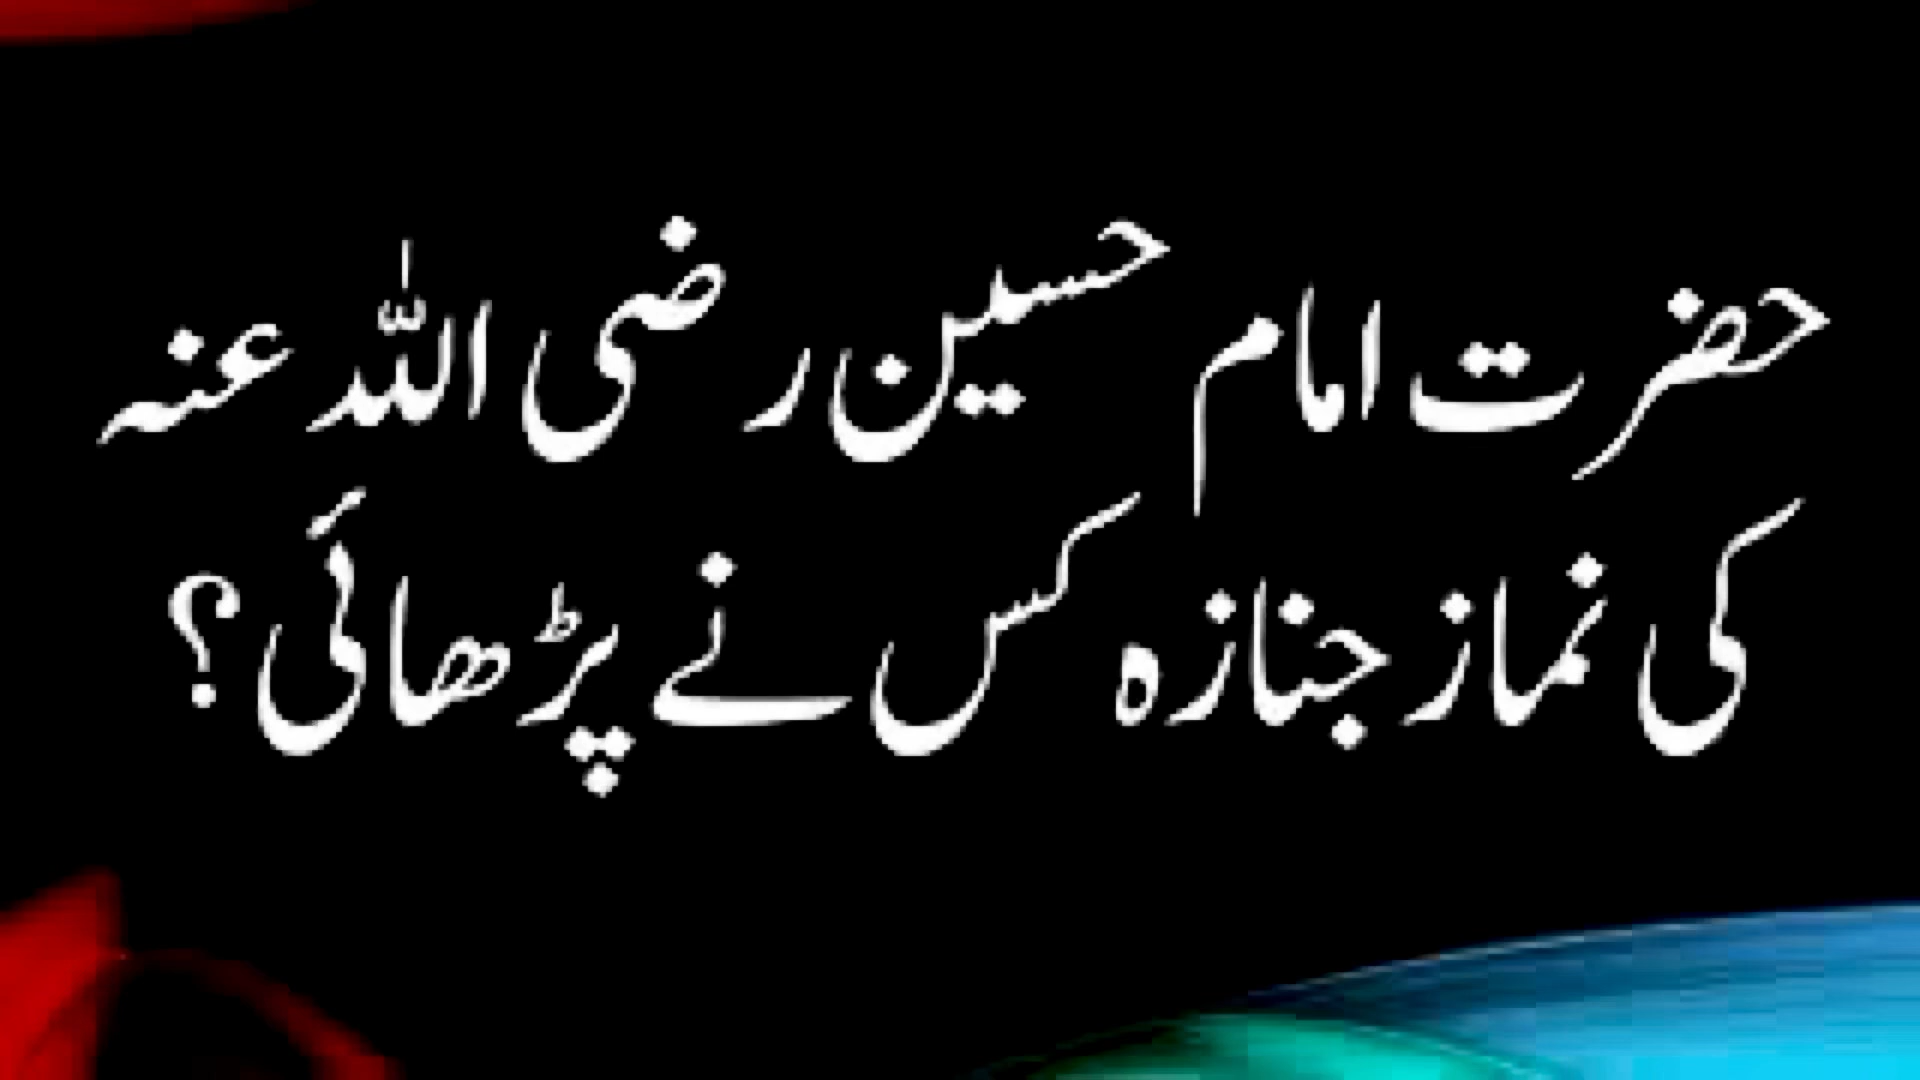 حضرت امام حسین رضی اللہ عنہ
کی نماز جنازہ کس نے پڑھائی؟